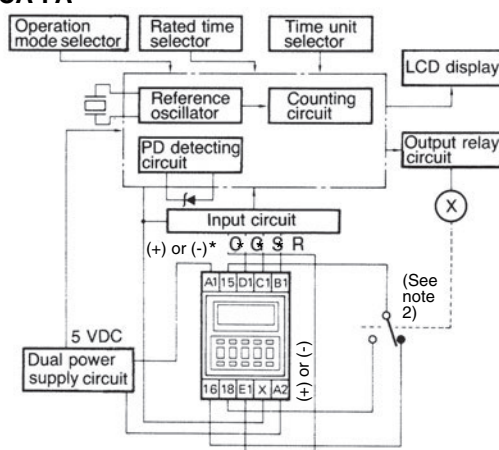 Operation
mode selector
Rated time
selector
Time unit
selector
LCD display
Reference
oscillator
Counting
circuit
PD detecting
circuit
Output relay
circuit
X
Input circuit
(+) or (-)* G* S* R
A1 15 D1 C1 B1
(See
note
2)
5 VDC
Dual power
supply circuit
(+) or (-)
16 18 E1 X A2